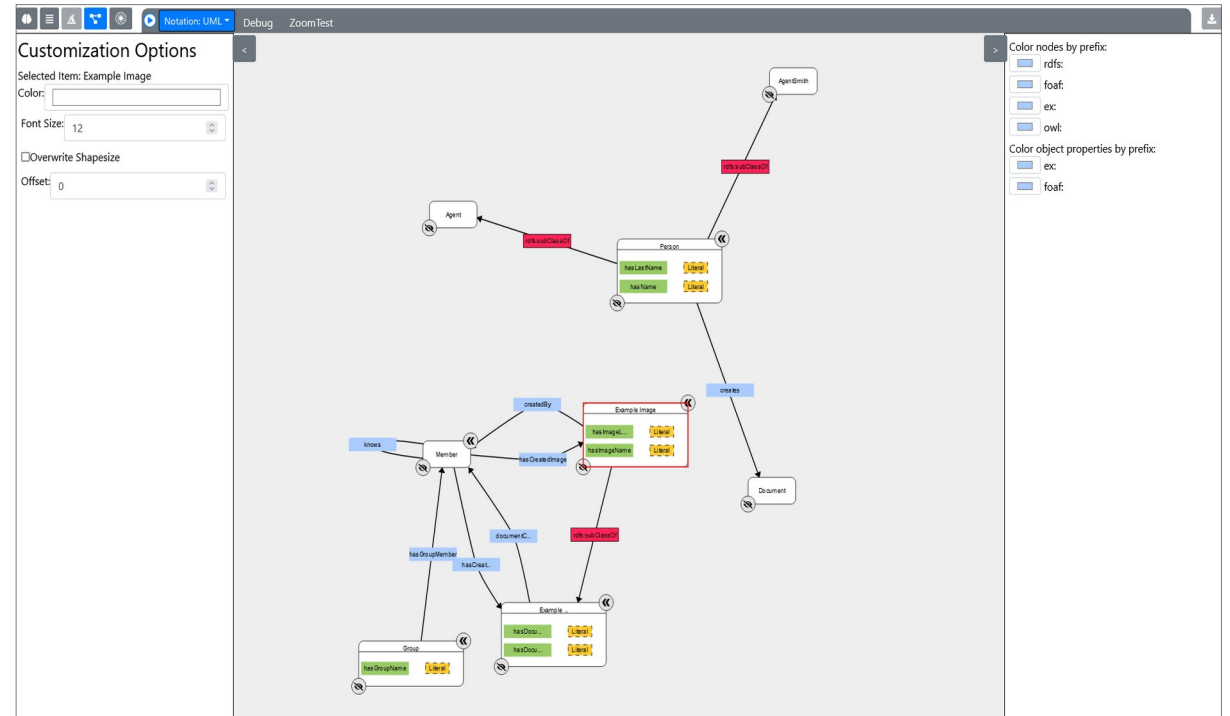 Notation: UML
Debug
ZoomTest
Customization Options
Selected Item: Example Image
Color:
Font Size:
12
Overwrite Shapesize
Offset:
0
<
>
Color nodes by prefix:
rdfs:
foaf:
ex:
owl:
Color object properties by prefix:
ex:
foaf:
AgentSmith
rdfs:subClassOf
Agent
rdfs:subClassOf
Person
hasLastName
Literal
hasName
Literal
creates
createdBy
Example Image
hasImageL...
Literal
hasImageName
Literal
knows
Member
hasCreatedImage
Document
documentC...
rdfs:subClassOf
hasGroupMember
hasCreat...
Example ...
hasDocu...
Literal
hasDocu...
Literal
Group
hasGroupName
Literal